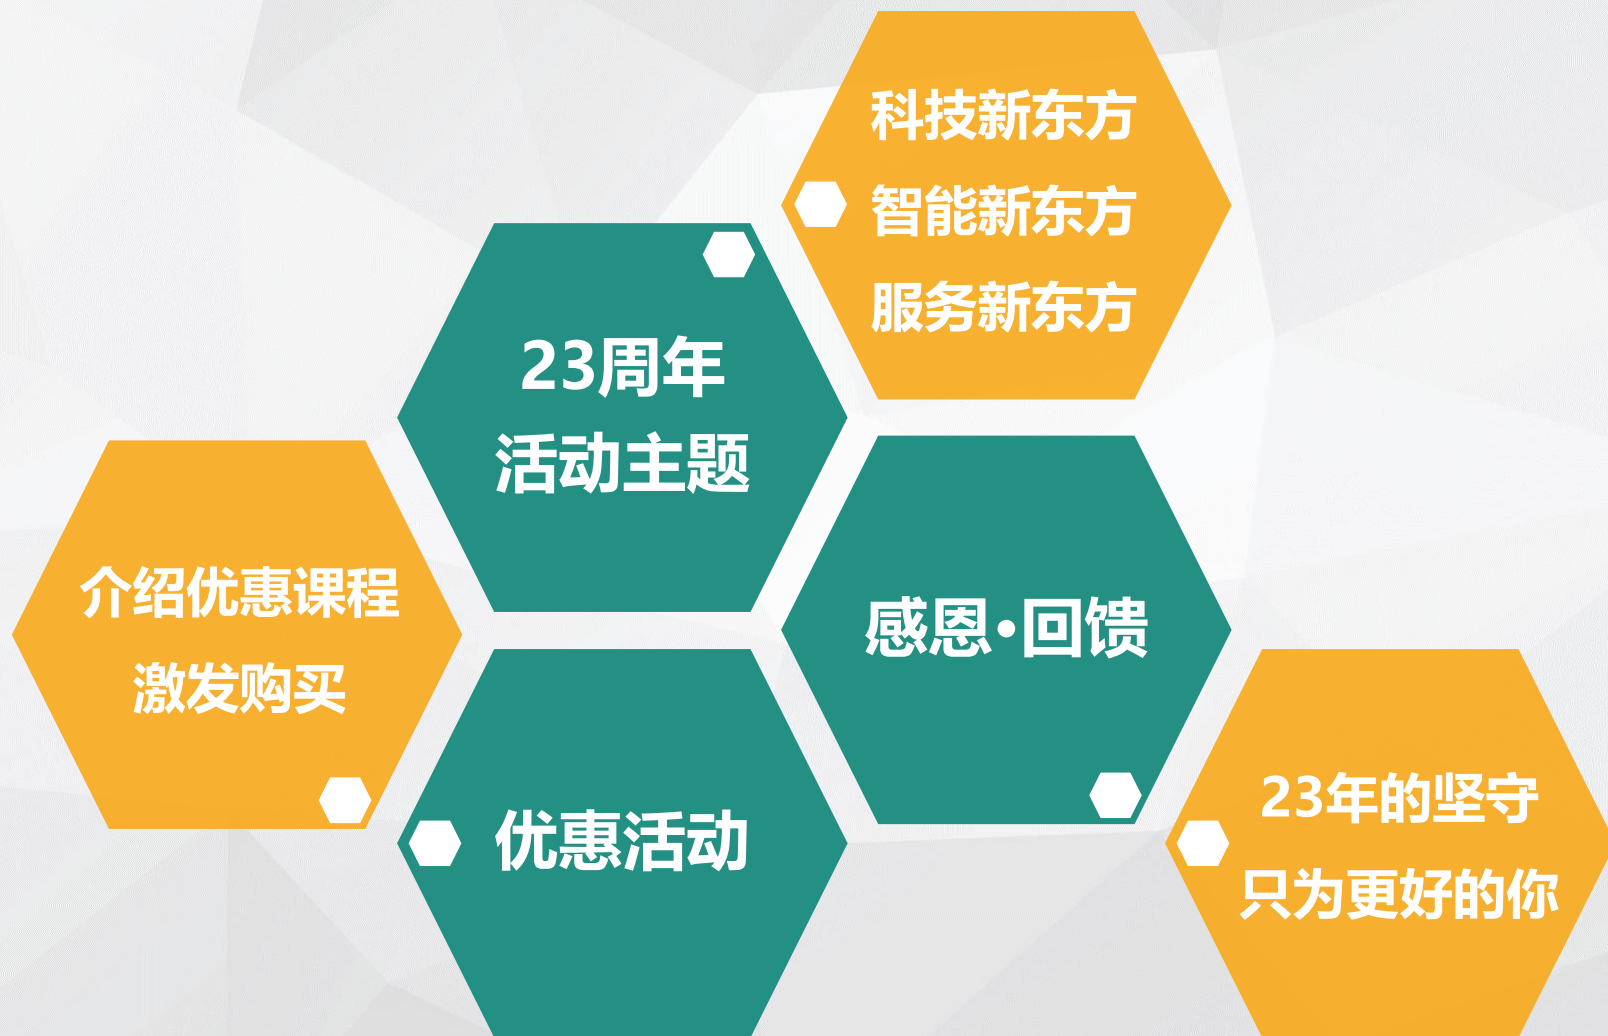 科技新东方
智能新东方
服务新东方
23周年
活动主题
介绍优惠课程
激发购买
感恩·回馈
优惠活动
23年的坚守
只为更好的你